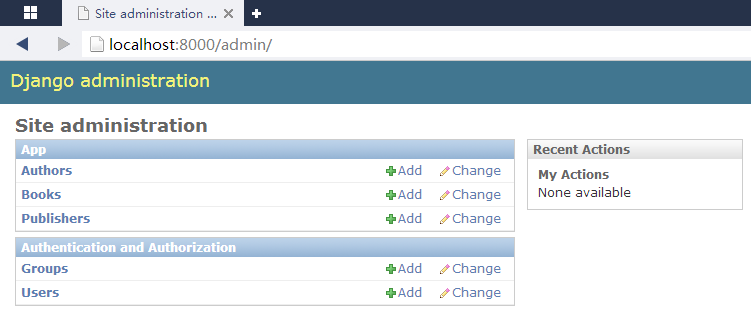 Site administration ...
localhost:8000/admin/
Django administration
Site administration
App
Authors Add Change
Books Add Change
Publishers Add Change
Authentication and Authorization
Groups Add Change
Users Add Change
Recent Actions
My Actions
None available